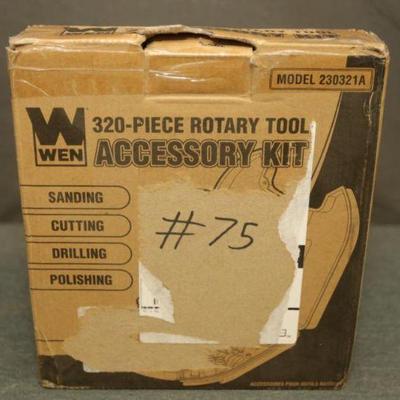 MODEL 230321A
WEN
320-PIECE ROTARY TOOL
ACCESSORY KIT
SANDING
CUTTING
DRILLING
POLISHING
#75